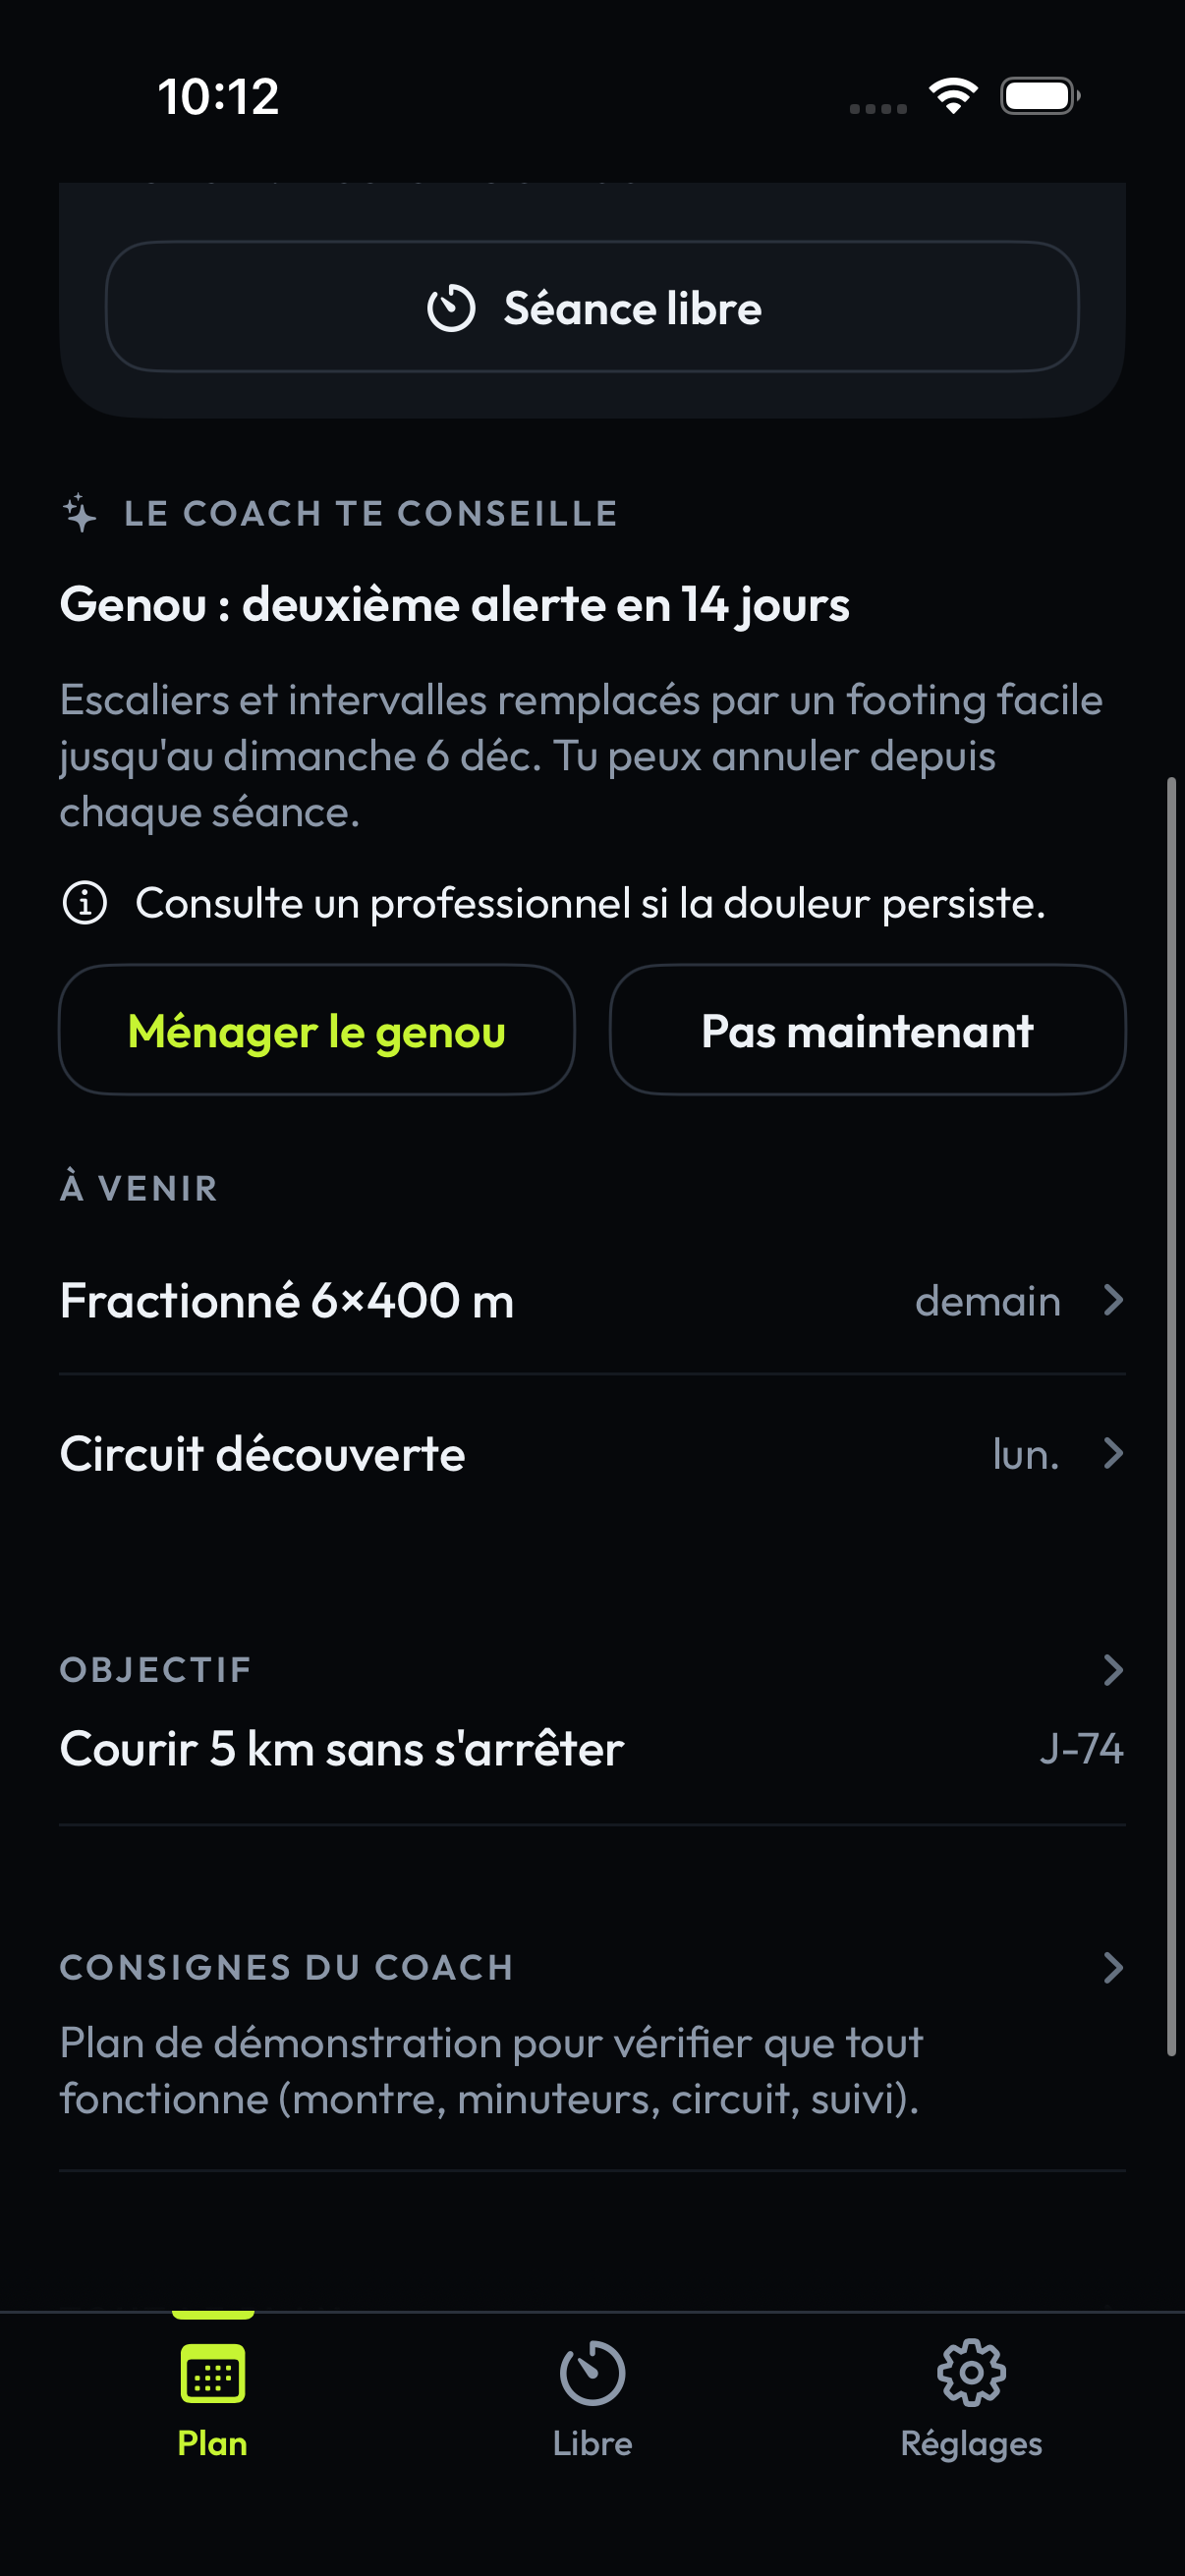 10:12
Séance libre
LE COACH TE CONSEILLE
Genou : deuxième alerte en 14 jours
Escaliers et intervalles remplacés par un footing facile
jusqu'au dimanche 6 déc. Tu peux annuler depuis
chaque séance.
Consulte un professionnel si la douleur persiste.
Ménager le genou
Pas maintenant
À VENIR
Fractionné 6×400 m
demain
Circuit découverte
lun.
OBJECTIF
Courir 5 km sans s'arrêter
J-74
CONSIGNES DU COACH
Plan de démonstration pour vérifier que tout
fonctionne (montre, minuteurs, circuit, suivi).
Plan
Libre
Réglages